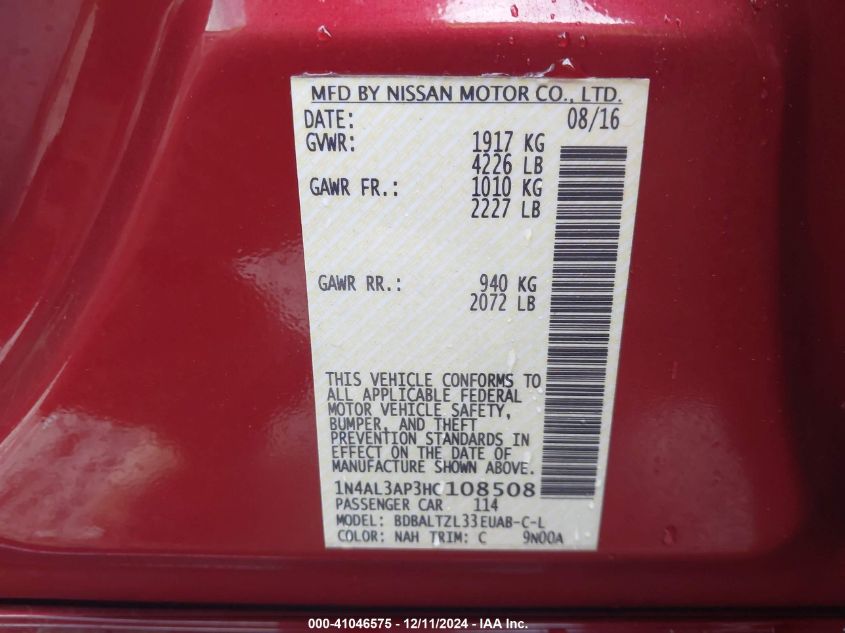 MFD BY NISSAN MOTOR CO., LTD.
DATE: 08/16
GVWR: 1917 KG
4226 LB
GAWR FR.: 1010 KG
2227 LB
GAWR RR.: 940 KG
2072 LB
THIS VEHICLE CONFORMS TO
ALL APPLICABLE FEDERAL
MOTOR VEHICLE SAFETY,
BUMPER, AND THEFT
PREVENTION STANDARDS IN
EFFECT ON THE DATE OF
MANUFACTURE SHOWN ABOVE.
1N4AL3AP3HC108508
PASSENGER CAR 114
MODEL: BDBALTZL33EUAB-C-L
COLOR: NAH TRIM: C 9N00A
000-41046575 - 12/11/2024 - IAA Inc.